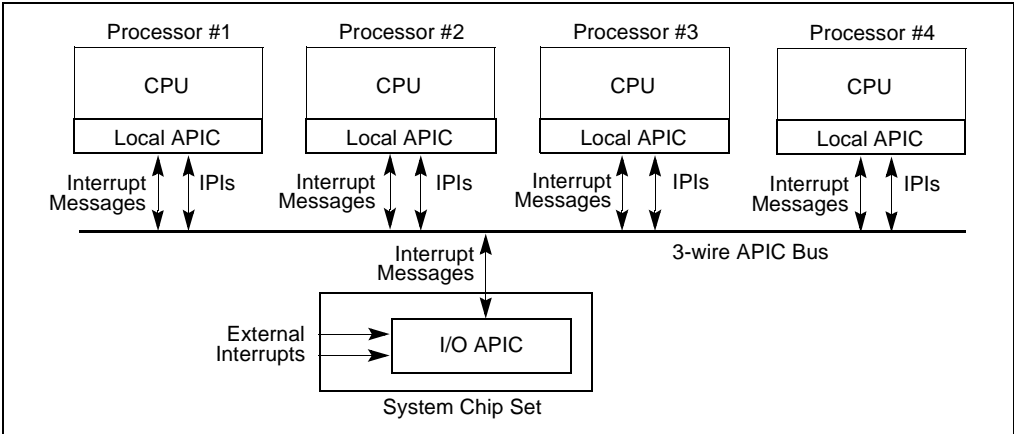 Processor #1
Processor #2
Processor #3
Processor #4
CPU
CPU
CPU
CPU
Local APIC
Local APIC
Local APIC
Local APIC
Interrupt
Messages
IPIs
Interrupt
Messages
IPIs
Interrupt
Messages
IPIs
Interrupt
Messages
IPIs
Interrupt
Messages
3-wire APIC Bus
External
Interrupts
I/O APIC
System Chip Set